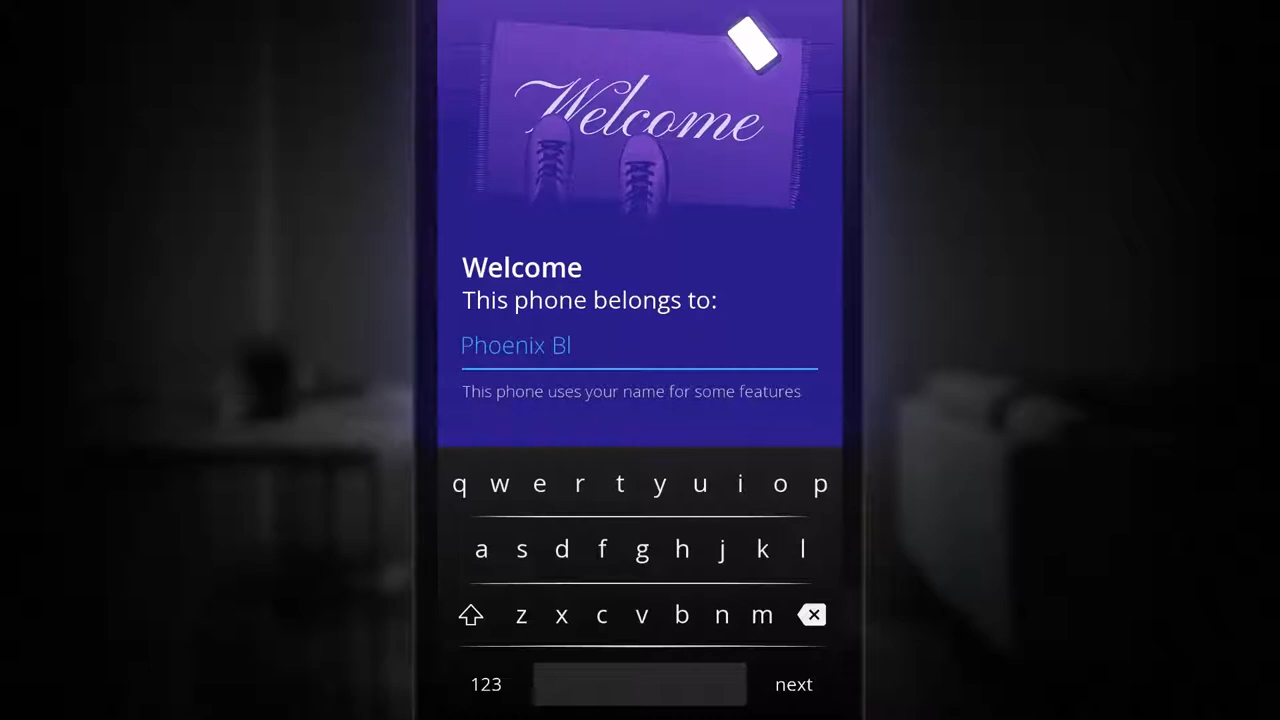 Welcome
Welcome
This phone belongs to:
Phoenix Bl
This phone uses your name for some features
q w e r t y u i o p
a s d f g h j k l
z x c v b n m
123 next